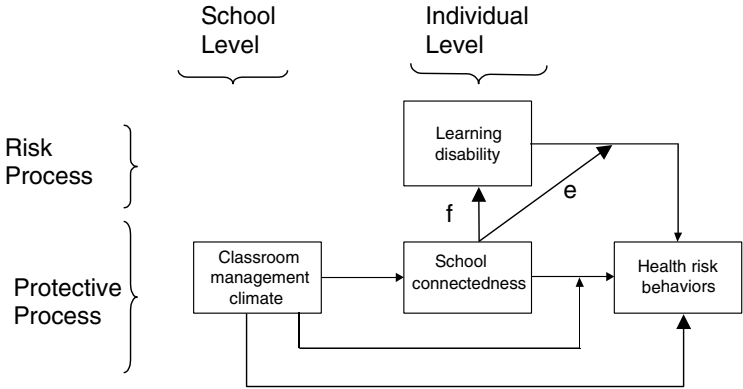 School
Level
Individual
Level
Risk
Process
Learning
disability
f
e
Protective
Process
Classroom
management
climate
School
connectedness
Health risk
behaviors